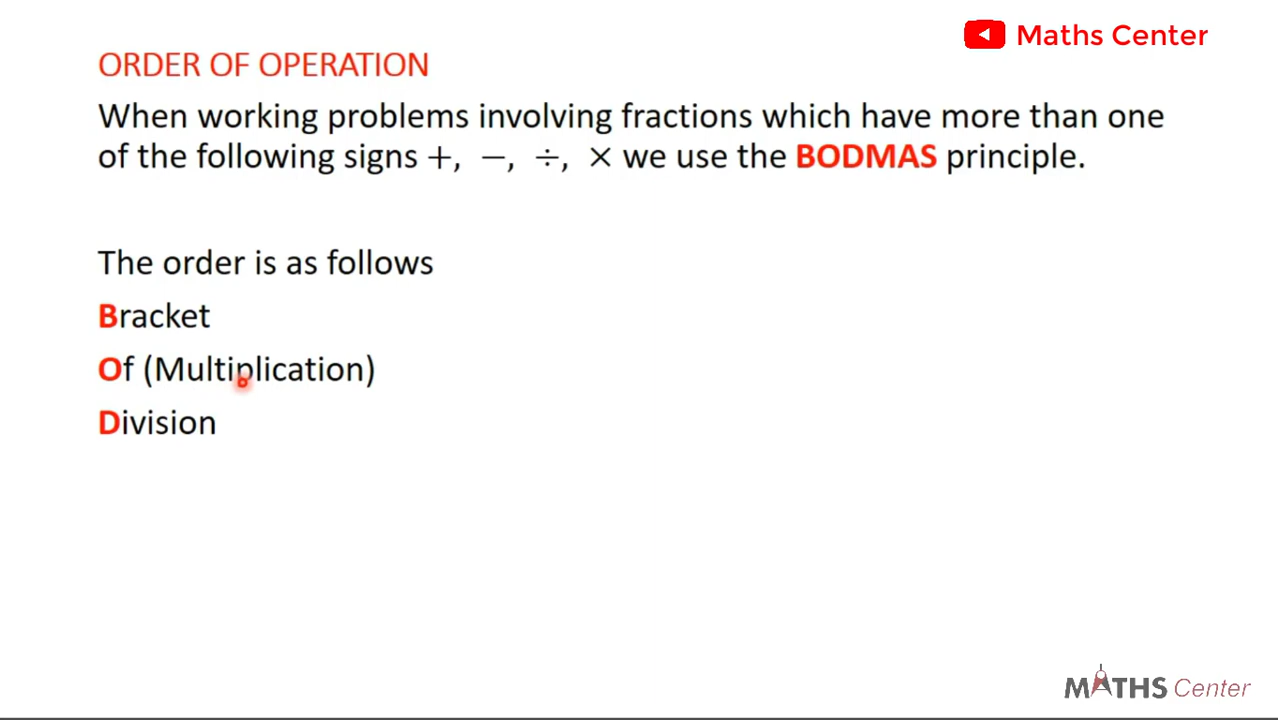 Maths Center
ORDER OF OPERATION
When working problems involving fractions which have more than one
of the following signs +, −, ÷, × we use the BODMAS principle.
The order is as follows
Bracket
Of (Multiplication)
Division
MATHS Center